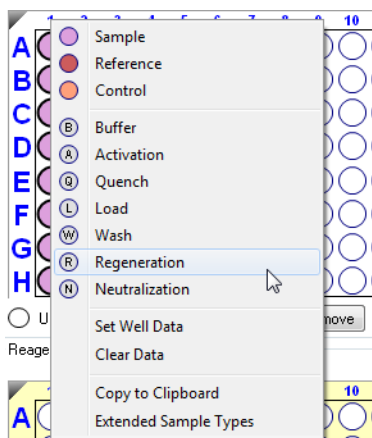 10
A Sample
Reference
B Control
C
B Buffer
D A Activation
E Q Quench
F L Load
W Wash
G R Regeneration
H N Neutralization
U move
Set Well Data
Reage Clear Data
10
Copy to Clipboard
A Extended Sample Types